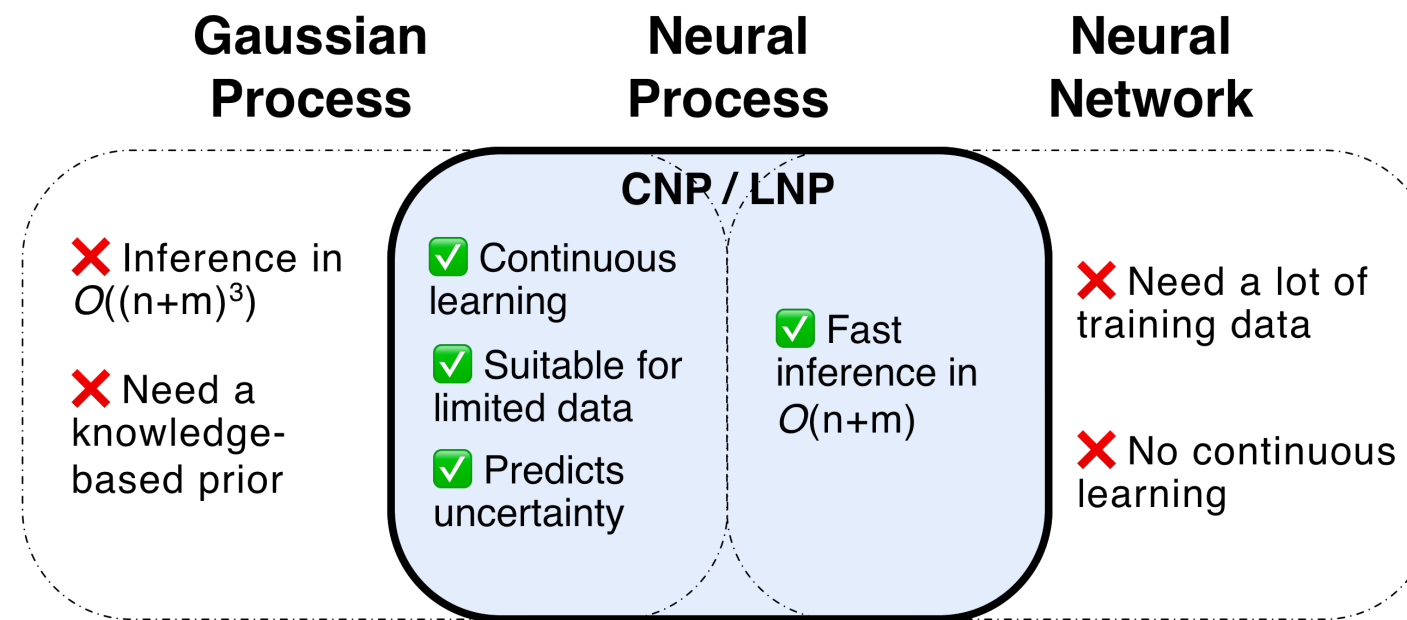 Gaussian
Process
Neural
Process
Neural
Network
CNP / LNP
❌ Inference in
O((n+m)³)
❌ Need a
knowledge-
based prior
✅ Continuous
learning
✅ Suitable for
limited data
✅ Predicts
uncertainty
✅ Fast
inference in
O(n+m)
❌ Need a lot of
training data
❌ No continuous
learning